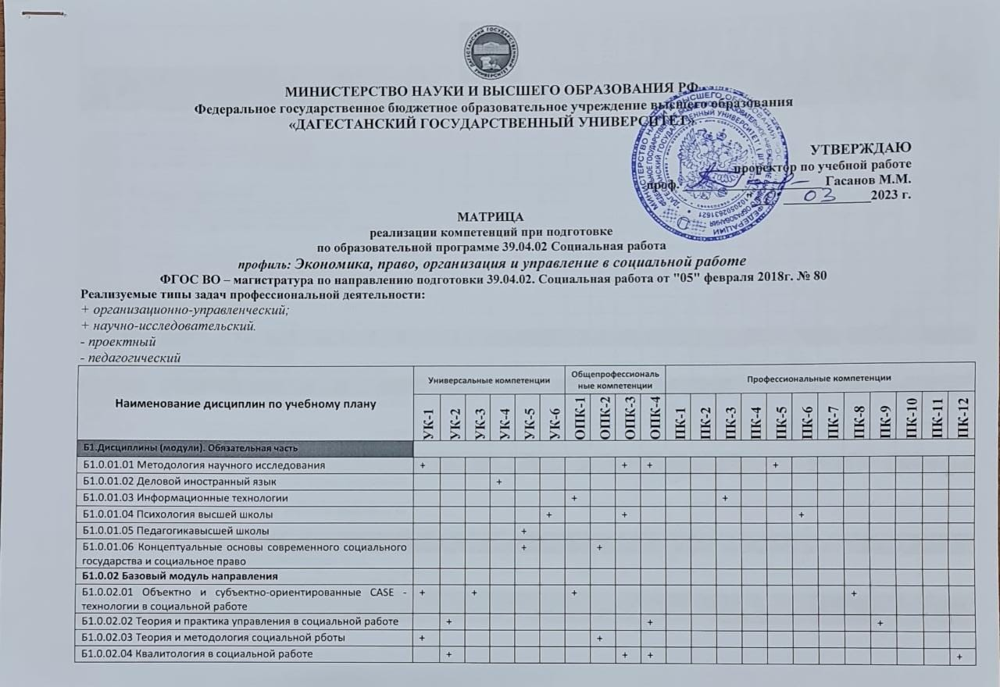 МИНИСТЕРСТВО НАУКИ И ВЫСШЕГО ОБРАЗОВАНИЯ РФ
Федеральное государственное бюджетное образовательное учреждение высшего образования
«ДАГЕСТАНСКИЙ ГОСУДАРСТВЕННЫЙ УНИВЕРСИТЕТ»
УТВЕРЖДАЮ
проректор по учебной работе
проф. Гасанов М.М.
03 2023 г.
МАТРИЦА
реализации компетенций при подготовке
по образовательной программе 39.04.02 Социальная работа
профиль: Экономика, право, организация и управление в социальной работе
ФГОС ВО – магистратура по направлению подготовки 39.04.02. Социальная работа от "05" февраля 2018г. № 80
Реализуемые типы задач профессиональной деятельности:
+ организационно-управленческий;
+ научно-исследовательский.
- проектный
- педагогический
Наименование дисциплин по учебному плану
Универсальные компетенции
Общепрофессиональ
ные компетенции
Профессиональные компетенции
УК-1 УК-2 УК-3 УК-4 УК-5 УК-6 ОПК-1 ОПК-2 ОПК-3 ОПК-4 ПК-1 ПК-2 ПК-3 ПК-4 ПК-5 ПК-6 ПК-7 ПК-8 ПК-9 ПК-10 ПК-11 ПК-12
Б1.Дисциплины (модули). Обязательная часть
Б1.0.01.01 Методология научного исследования + + + +
Б1.0.01.02 Деловой иностранный язык +
Б1.0.01.03 Информационные технологии + +
Б1.0.01.04 Психология высшей школы + + +
Б1.0.01.05 Педагогикавысшей школы +
Б1.0.01.06 Концептуальные основы современного социального + +
государства и социальное право
Б1.0.02 Базовый модуль направления
Б1.0.02.01 Объектно и субъектно-ориентированные CASE - + + + +
технологии в социальной работе
Б1.0.02.02 Теория и практика управления в социальной работе + + +
Б1.0.02.03 Теория и методология социальной рботы + +
Б1.0.02.04 Квалитология в социальной работе + + + +